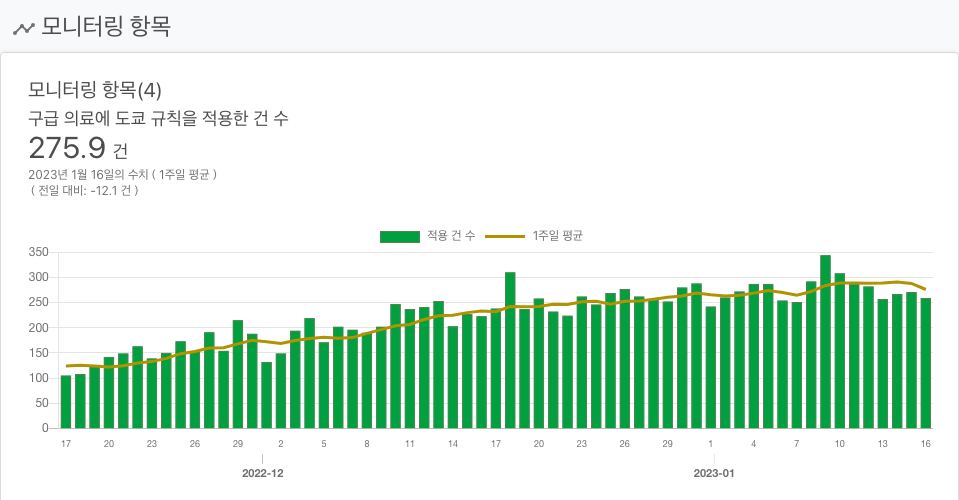 모니터링 항목
모니터링 항목(4)
구급 의료에 도쿄 규칙을 적용한 건 수
275.9 건
2023년 1월 16일의 수치 ( 1주일 평균 )
( 전일 대비: -12.1 건 )
적용 건 수 1주일 평균
350
300
250
200
150
100
50
0
17 20 23 26 29 2 5 8 11 14 17 20 23 26 29 1 4 7 10 13 16
2022-12 2023-01